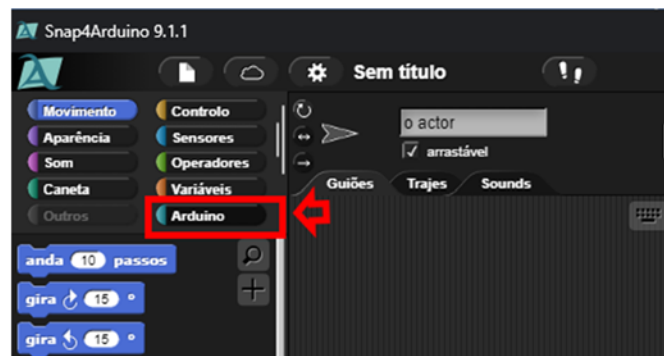 Snap4Arduino 9.1.1
Sem título
Movimento Controlo
Aparência Sensores
Som Operadores
Caneta Variáveis
Outros Arduino
o actor
arrastável
Guiões Trajes Sounds
anda 10 passos
gira 15 °
gira 15 °